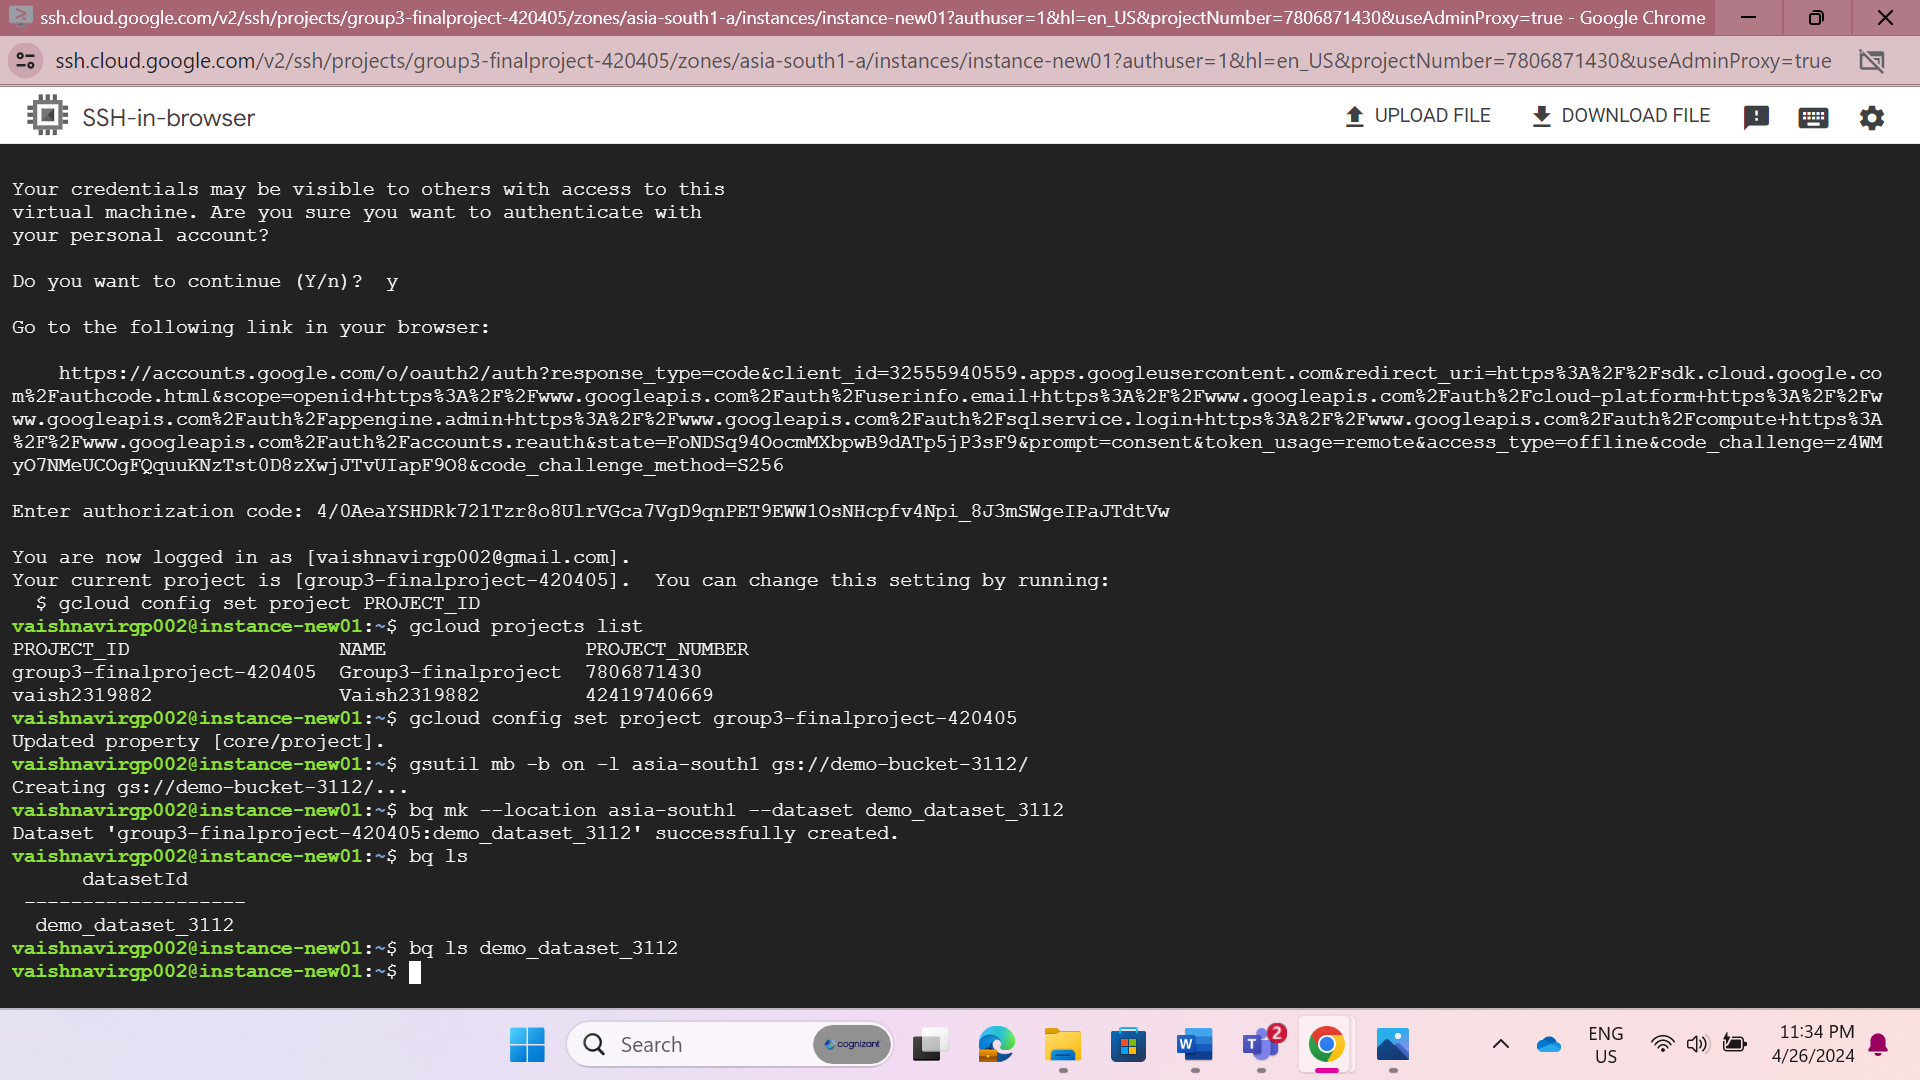 ssh.cloud.google.com/v2/ssh/projects/group3-finalproject-420405/zones/asia-south1-a/instances/instance-new01?authuser=1&hl=en_US&projectNumber=7806871430&useAdminProxy=true - Google Chrome
ssh.cloud.google.com/v2/ssh/projects/group3-finalproject-420405/zones/asia-south1-a/instances/instance-new01?authuser=1&hl=en_US&projectNumber=7806871430&useAdminProxy=true
SSH-in-browser
UPLOAD FILE
DOWNLOAD FILE
Your credentials may be visible to others with access to this
virtual machine. Are you sure you want to authenticate with
your personal account?
Do you want to continue (Y/n)?  y
Go to the following link in your browser:
https://accounts.google.com/o/oauth2/auth?response_type=code&client_id=32555940559.apps.googleusercontent.com&redirect_uri=https%3A%2F%2Fsdk.cloud.google.co
m%2Fauthcode.html&scope=openid+https%3A%2F%2Fwww.googleapis.com%2Fauth%2Fuserinfo.email+https%3A%2F%2Fwww.googleapis.com%2Fauth%2Fcloud-platform+https%3A%2F%2Fw
ww.googleapis.com%2Fauth%2Fappengine.admin+https%3A%2F%2Fwww.googleapis.com%2Fauth%2Fsqlservice.login+https%3A%2F%2Fwww.googleapis.com%2Fauth%2Fcompute+https%3A
%2F%2Fwww.googleapis.com%2Fauth%2Faccounts.reauth&state=FoNDSq94OocmMXbpwB9dATp5jP3sF9&prompt=consent&token_usage=remote&access_type=offline&code_challenge=z4WM
yO7NMeUCOgFQquuKNzTst0D8zXwjJTvUIapF9O8&code_challenge_method=S256
Enter authorization code: 4/0AeaYSHDRk721Tzr8o8UlrVGca7VgD9qnPET9EWW1OsNHcpfv4Npi_8J3mSWgeIPaJTdtVw
You are now logged in as [vaishnavirgp002@gmail.com].
Your current project is [group3-finalproject-420405].  You can change this setting by running:
$ gcloud config set project PROJECT_ID
vaishnavirgp002@instance-new01:~$ gcloud projects list
PROJECT_ID NAME PROJECT_NUMBER
group3-finalproject-420405 Group3-finalproject 7806871430
vaish2319882 Vaish2319882 42419740669
vaishnavirgp002@instance-new01:~$ gcloud config set project group3-finalproject-420405
Updated property [core/project].
vaishnavirgp002@instance-new01:~$ gsutil mb -b on -l asia-south1 gs://demo-bucket-3112/
Creating gs://demo-bucket-3112/...
vaishnavirgp002@instance-new01:~$ bq mk --location asia-south1 --dataset demo_dataset_3112
Dataset 'group3-finalproject-420405:demo_dataset_3112' successfully created.
vaishnavirgp002@instance-new01:~$ bq ls
datasetId
-------------------
demo_dataset_3112
vaishnavirgp002@instance-new01:~$ bq ls demo_dataset_3112
vaishnavirgp002@instance-new01:~$
Search
cognizant
2
ENG
US
11:34 PM
4/26/2024